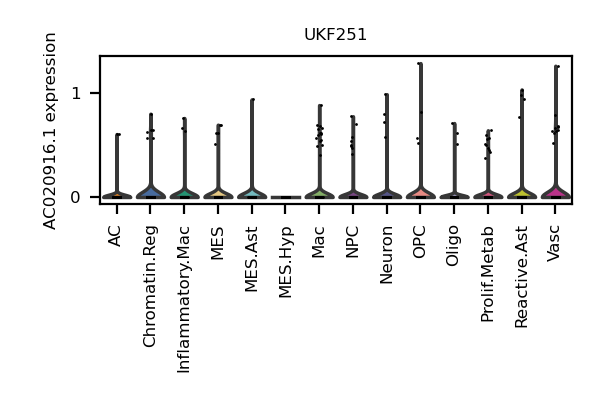 UKF251
AC020916.1 expression
1
0
AC
Chromatin.Reg
Inflammatory.Mac
MES
MES.Ast
MES.Hyp
Mac
NPC
Neuron
OPC
Oligo
Prolif.Metab
Reactive.Ast
Vasc